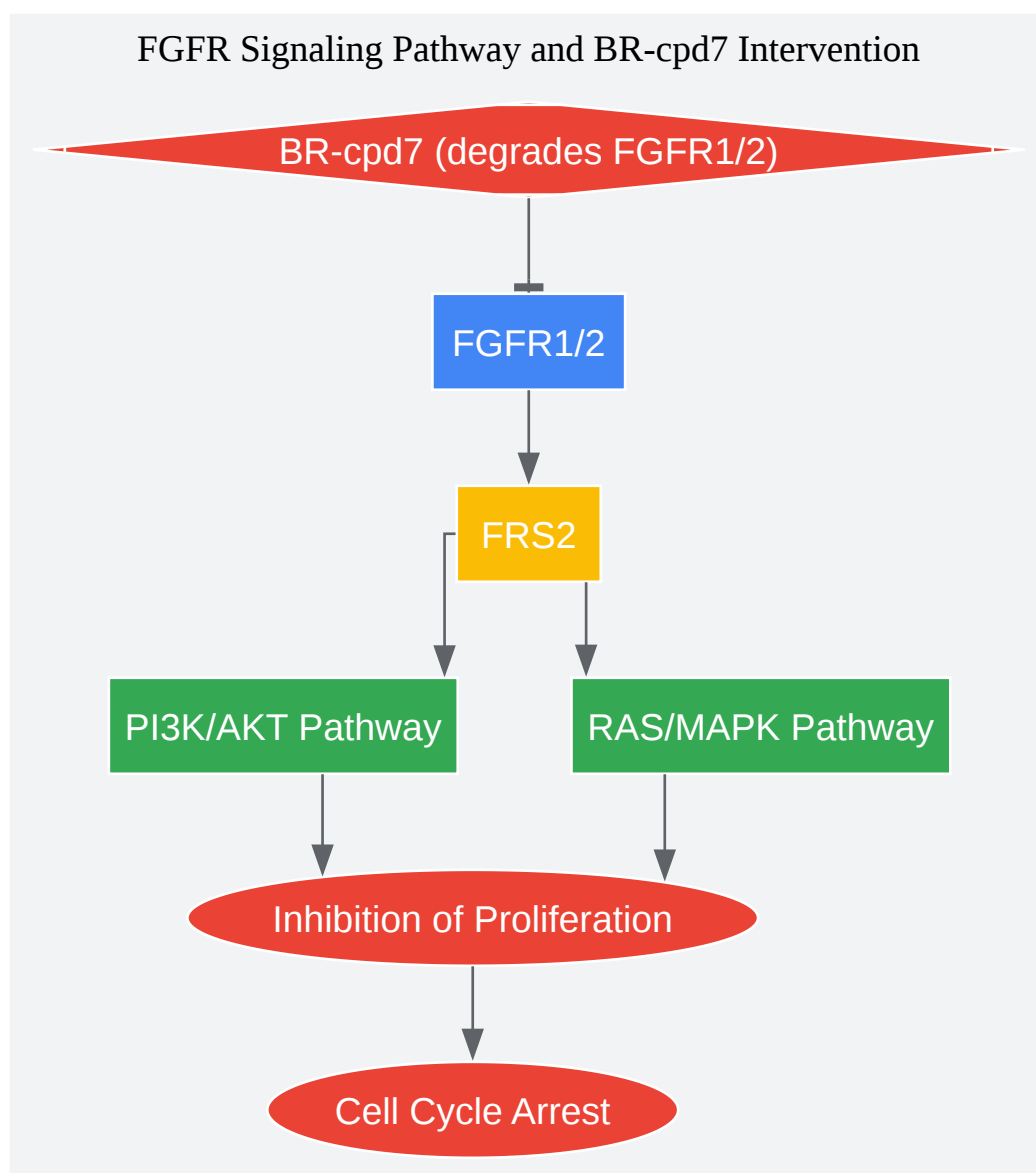 FGFR Signaling Pathway and BR-cpd7 Intervention
BR-cpd7 (degrades FGFR1/2)
FGFR1/2
FRS2
PI3K/AKT Pathway
RAS/MAPK Pathway
Inhibition of Proliferation
Cell Cycle Arrest